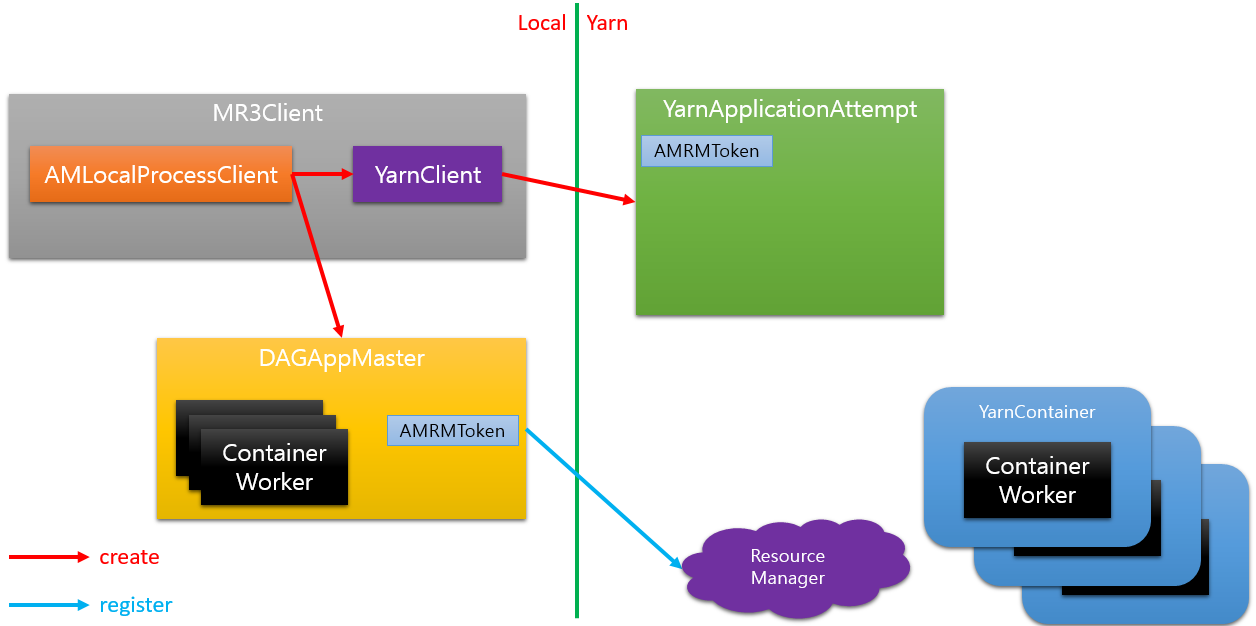 Local
Yarn
MR3Client
AMLocalProcessClient
YarnClient
YarnApplicationAttempt
AMRMToken
DAGAppMaster
Container
Worker
AMRMToken
YarnContainer
Container
Worker
Resource
Manager
create
register